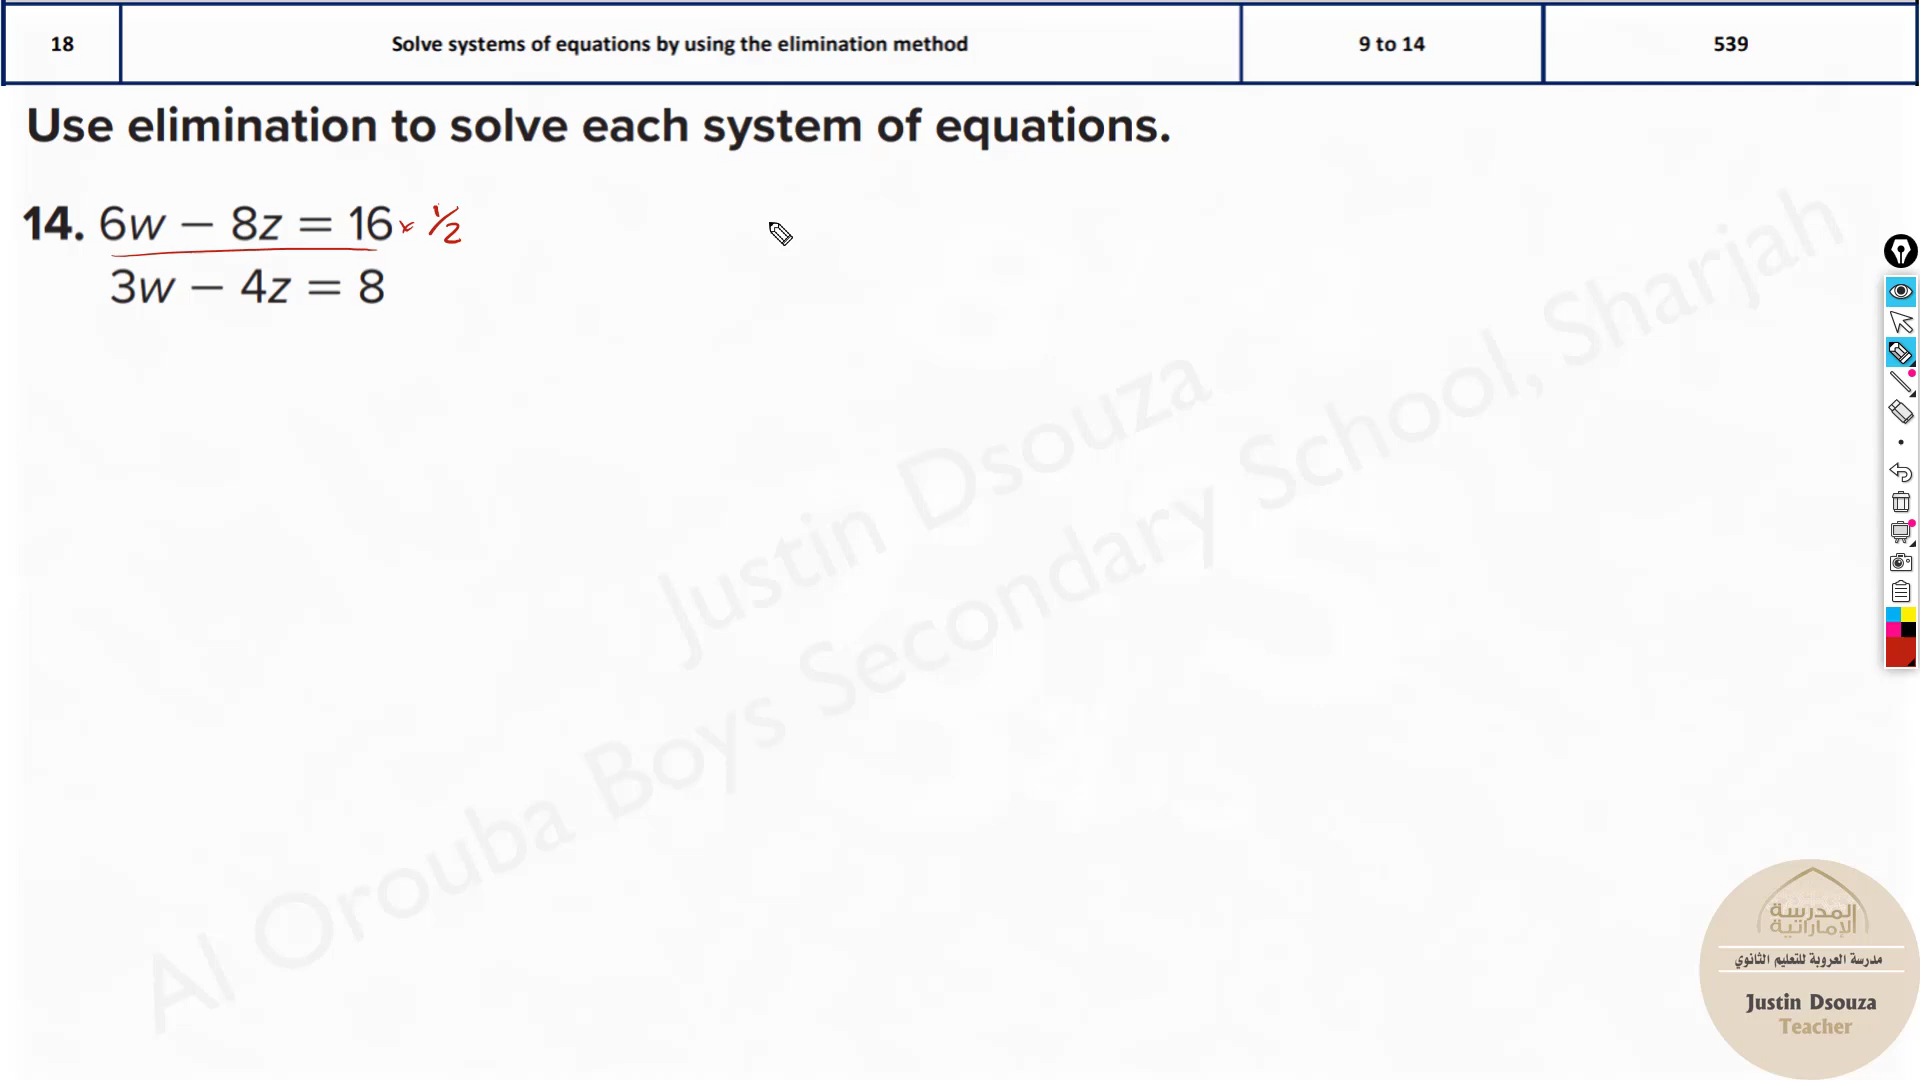 18 Solve systems of equations by using the elimination method 9 to 14 539
Use elimination to solve each system of equations.
14. 6w − 8z = 16 × 1/2
3w − 4z = 8
Justin Dsouza
Al Orouba Boys Secondary School, Sharjah
المدرسة
الإماراتية
مدرسة العروبة للتعليم الثانوي
Justin Dsouza
Teacher